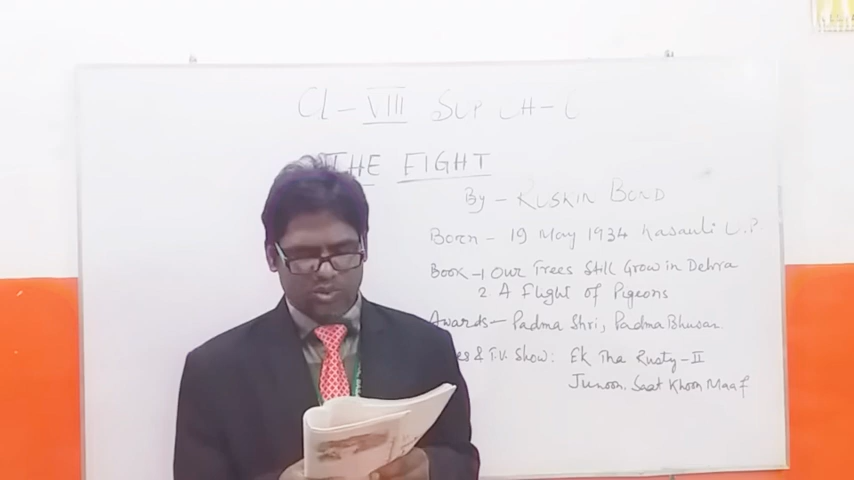 Cl - VIII SUP CH - 6
THE FIGHT
By - RUSKIN BOND
Born - 19 May 1934 Kasauli U.P
Book - 1 Our Trees Still Grow in Dehra
2. A Flight of Pigeons
Awards - Padma Shri, Padma Bhusan
& T.V. Show: Ek Tha Rusty - II
Junoon, Saat Khoon Maaf